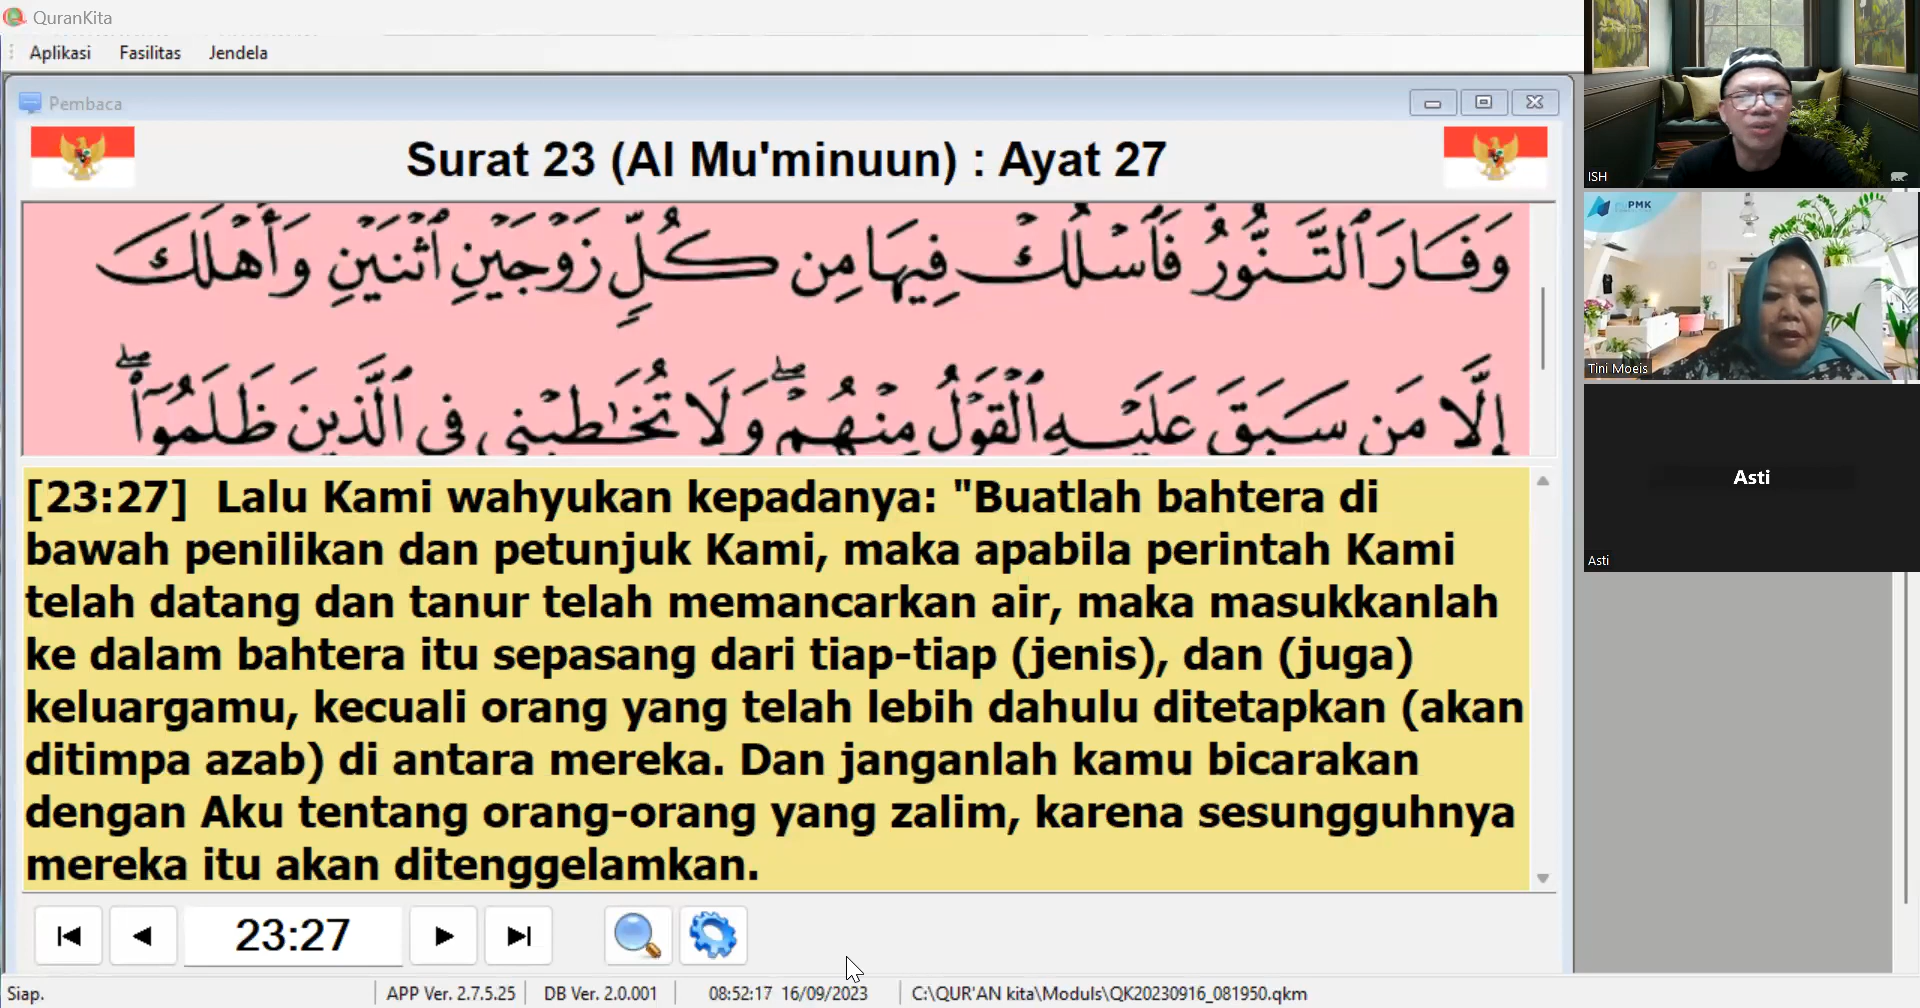 QuranKita
Aplikasi Fasilitas Jendela
Pembaca
Surat 23 (Al Mu'minuun) : Ayat 27
وَفَارَ ٱلتَّنُّورُ فَٱسْلُكْ فِيهَا مِن كُلٍّ زَوْجَيْنِ ٱثْنَيْنِ وَأَهْلَكَ
إِلَّا مَن سَبَقَ عَلَيْهِ ٱلْقَوْلُ مِنْهُمْ ۖ وَلَا تُخَـٰطِبْنِى فِى ٱلَّذِينَ ظَلَمُوٓا۟ ۖ
[23:27] Lalu Kami wahyukan kepadanya: "Buatlah bahtera di
bawah penilikan dan petunjuk Kami, maka apabila perintah Kami
telah datang dan tanur telah memancarkan air, maka masukkanlah
ke dalam bahtera itu sepasang dari tiap-tiap (jenis), dan (juga)
keluargamu, kecuali orang yang telah lebih dahulu ditetapkan (akan
ditimpa azab) di antara mereka. Dan janganlah kamu bicarakan
dengan Aku tentang orang-orang yang zalim, karena sesungguhnya
mereka itu akan ditenggelamkan.
23:27
Siap. APP Ver. 2.7.5.25 DB Ver. 2.0.001 08:52:17 16/09/2023 C:\QUR'AN kita\Moduls\QK20230916_081950.qkm
ISH
PMK
Tini Moeis
Asti
Asti